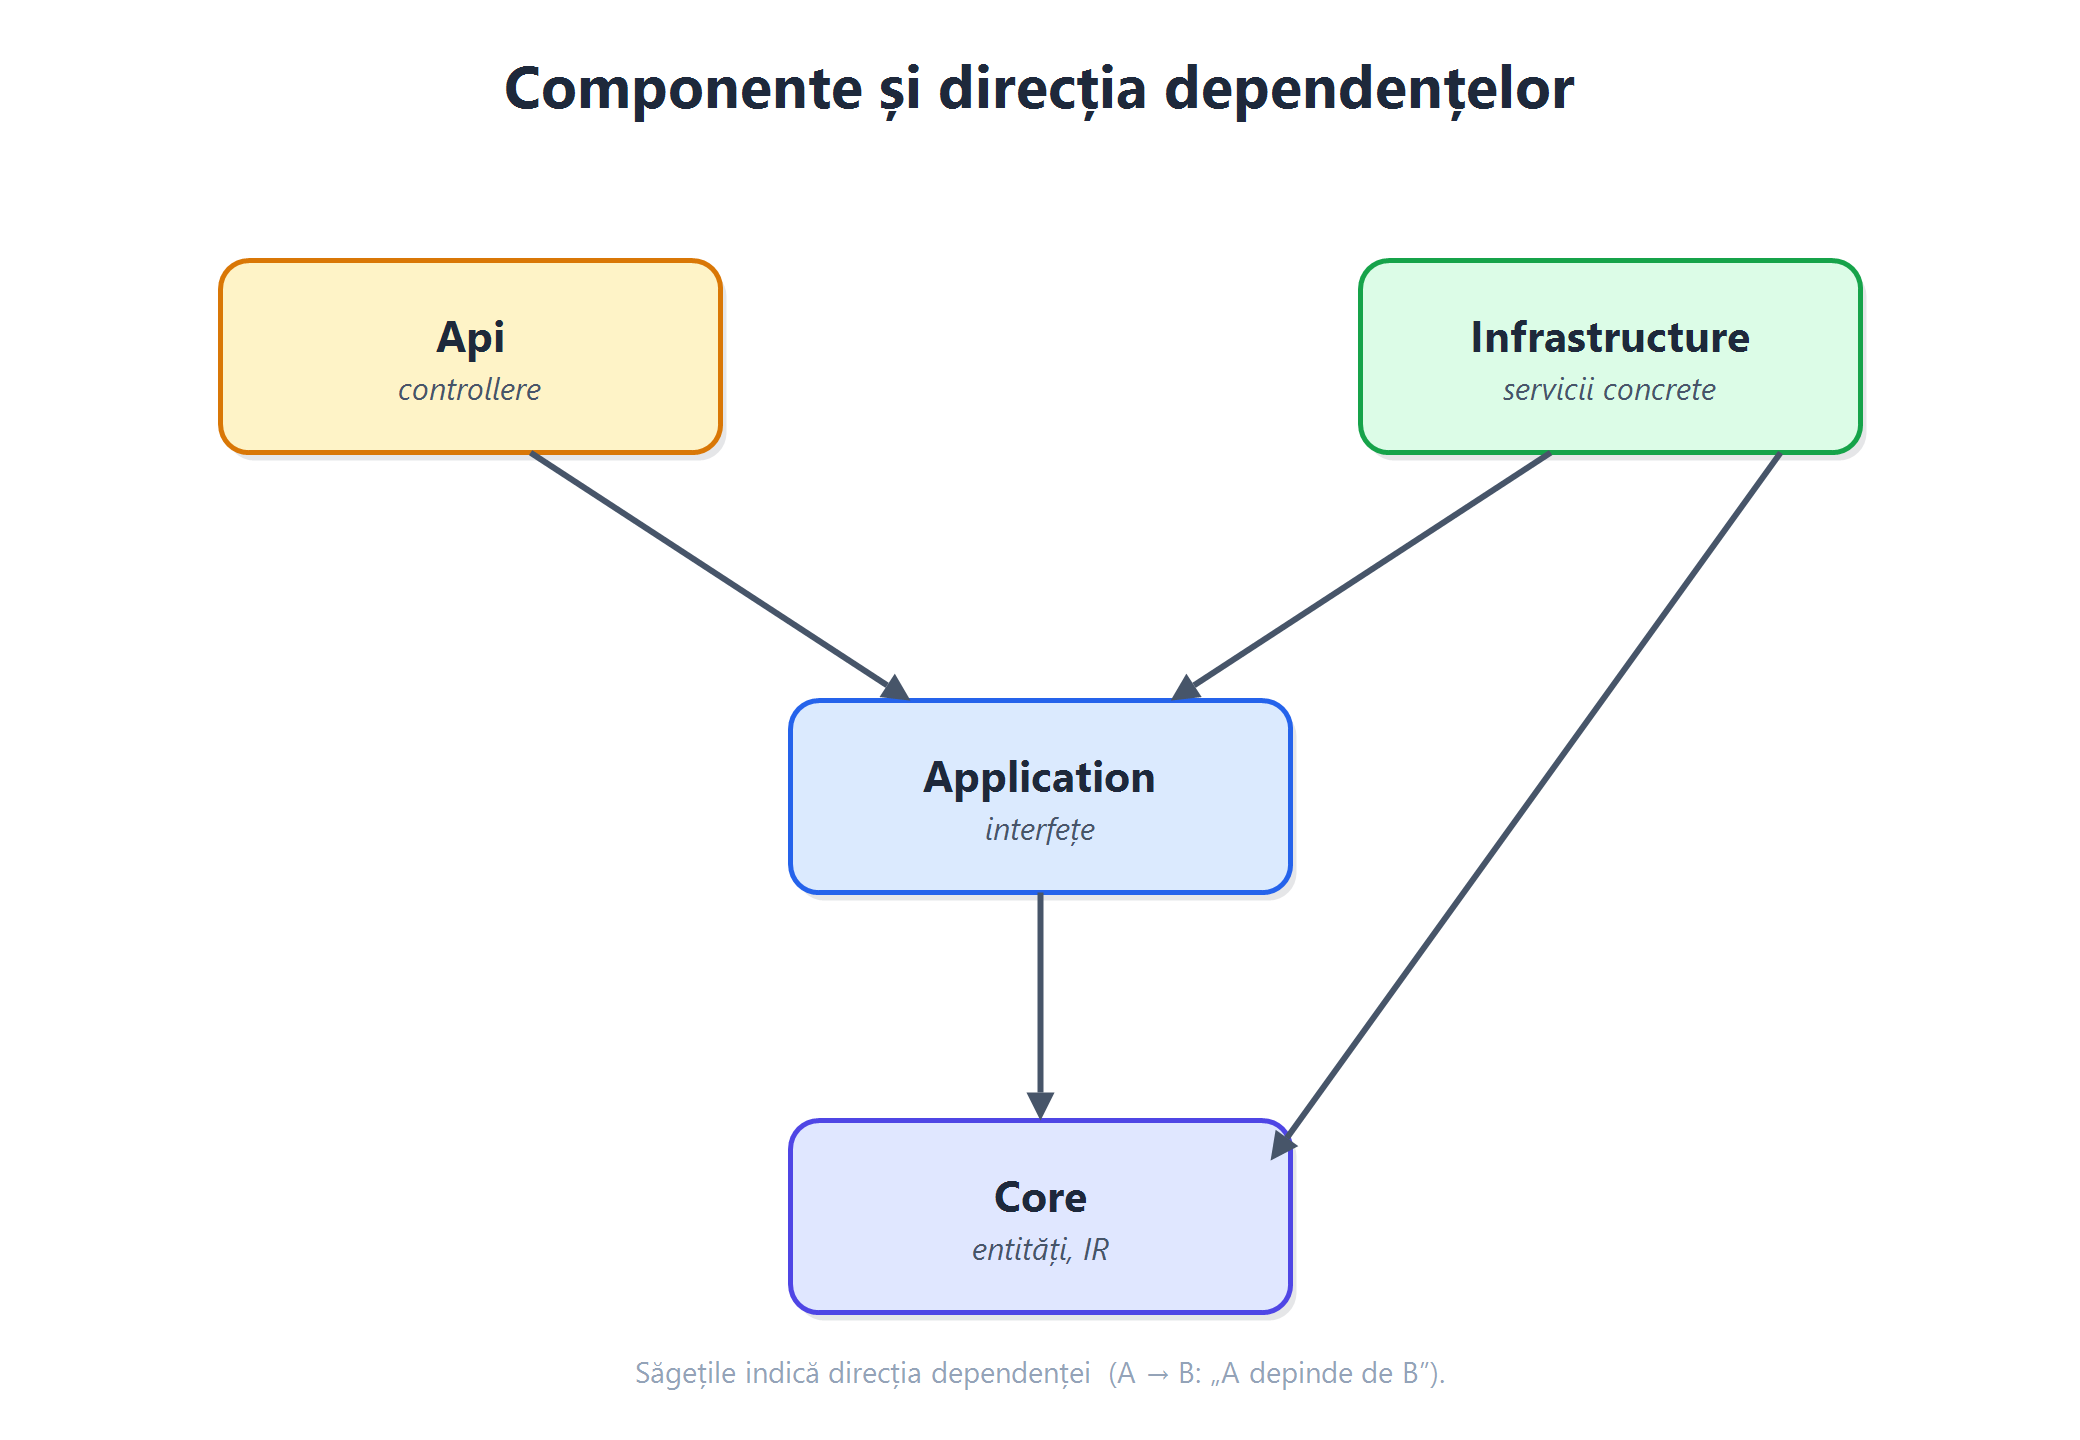 Componente și direcția dependențelor
Api
controllere
Infrastructure
servicii concrete
Application
interfețe
Core
entități, IR
Săgețile indică direcția dependenței (A → B: „A depinde de B”).